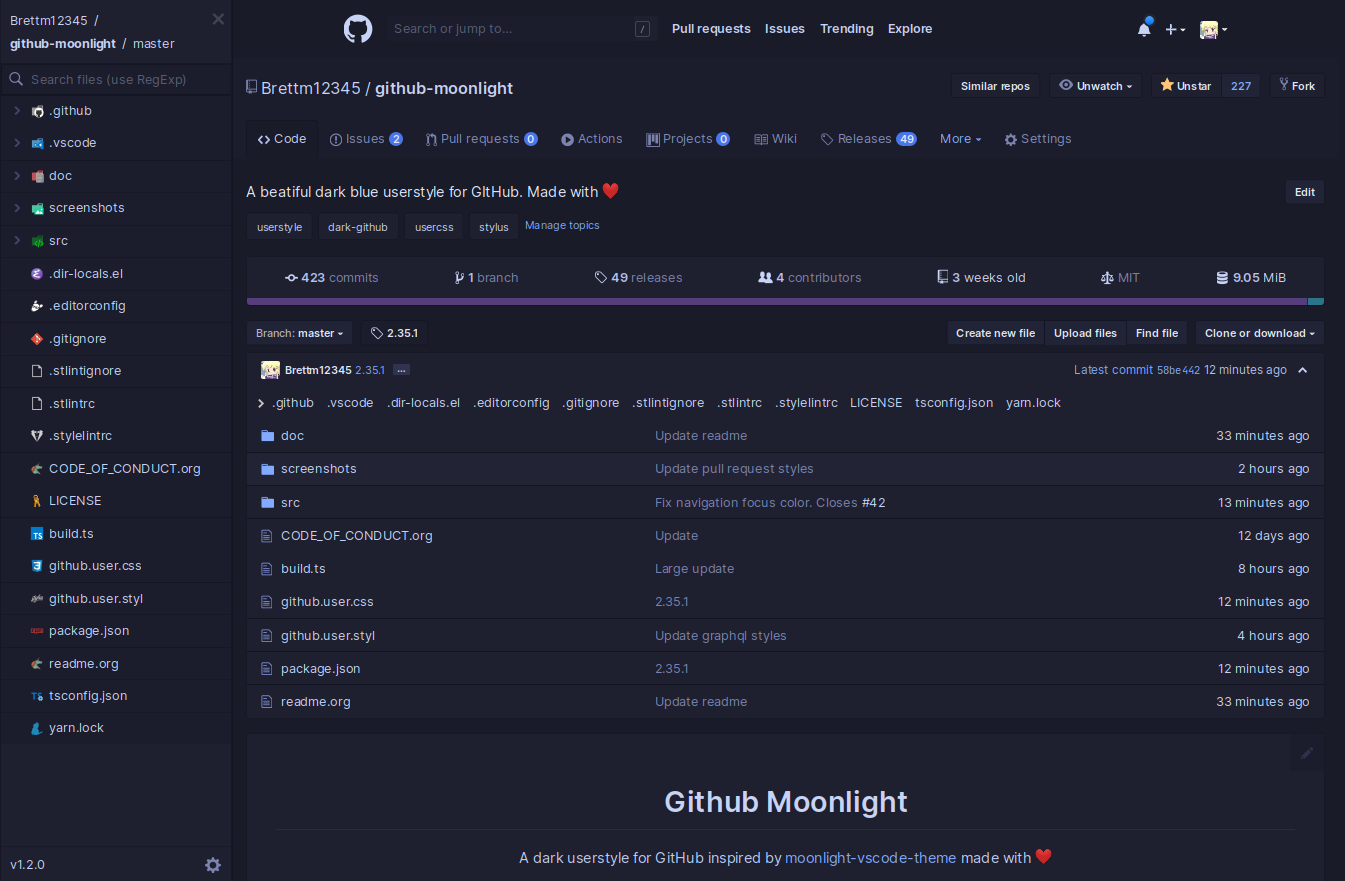 Brettm12345 /
github-moonlight / master
Search files (use RegExp)
.github
.vscode
doc
screenshots
src
.dir-locals.el
.editorconfig
.gitignore
.stlintignore
.stlintrc
.stylelintrc
CODE_OF_CONDUCT.org
LICENSE
build.ts
github.user.css
github.user.styl
package.json
readme.org
tsconfig.json
yarn.lock
v1.2.0
Search or jump to... / Pull requests Issues Trending Explore
Brettm12345 / github-moonlight Similar repos Unwatch Unstar 227 Fork
Code Issues 2 Pull requests 0 Actions Projects 0 Wiki Releases 49 More Settings
A beatiful dark blue userstyle for GItHub. Made with ❤️ Edit
userstyle dark-github usercss stylus Manage topics
423 commits 1 branch 49 releases 4 contributors 3 weeks old MIT 9.05 MiB
Branch: master 2.35.1 Create new file Upload files Find file Clone or download
Brettm12345 2.35.1 ... Latest commit 58be442 12 minutes ago
.github .vscode .dir-locals.el .editorconfig .gitignore .stlintignore .stlintrc .stylelintrc LICENSE tsconfig.json yarn.lock
doc Update readme 33 minutes ago
screenshots Update pull request styles 2 hours ago
src Fix navigation focus color. Closes #42 13 minutes ago
CODE_OF_CONDUCT.org Update 12 days ago
build.ts Large update 8 hours ago
github.user.css 2.35.1 12 minutes ago
github.user.styl Update graphql styles 4 hours ago
package.json 2.35.1 12 minutes ago
readme.org Update readme 33 minutes ago
Github Moonlight
A dark userstyle for GitHub inspired by moonlight-vscode-theme made with ❤️